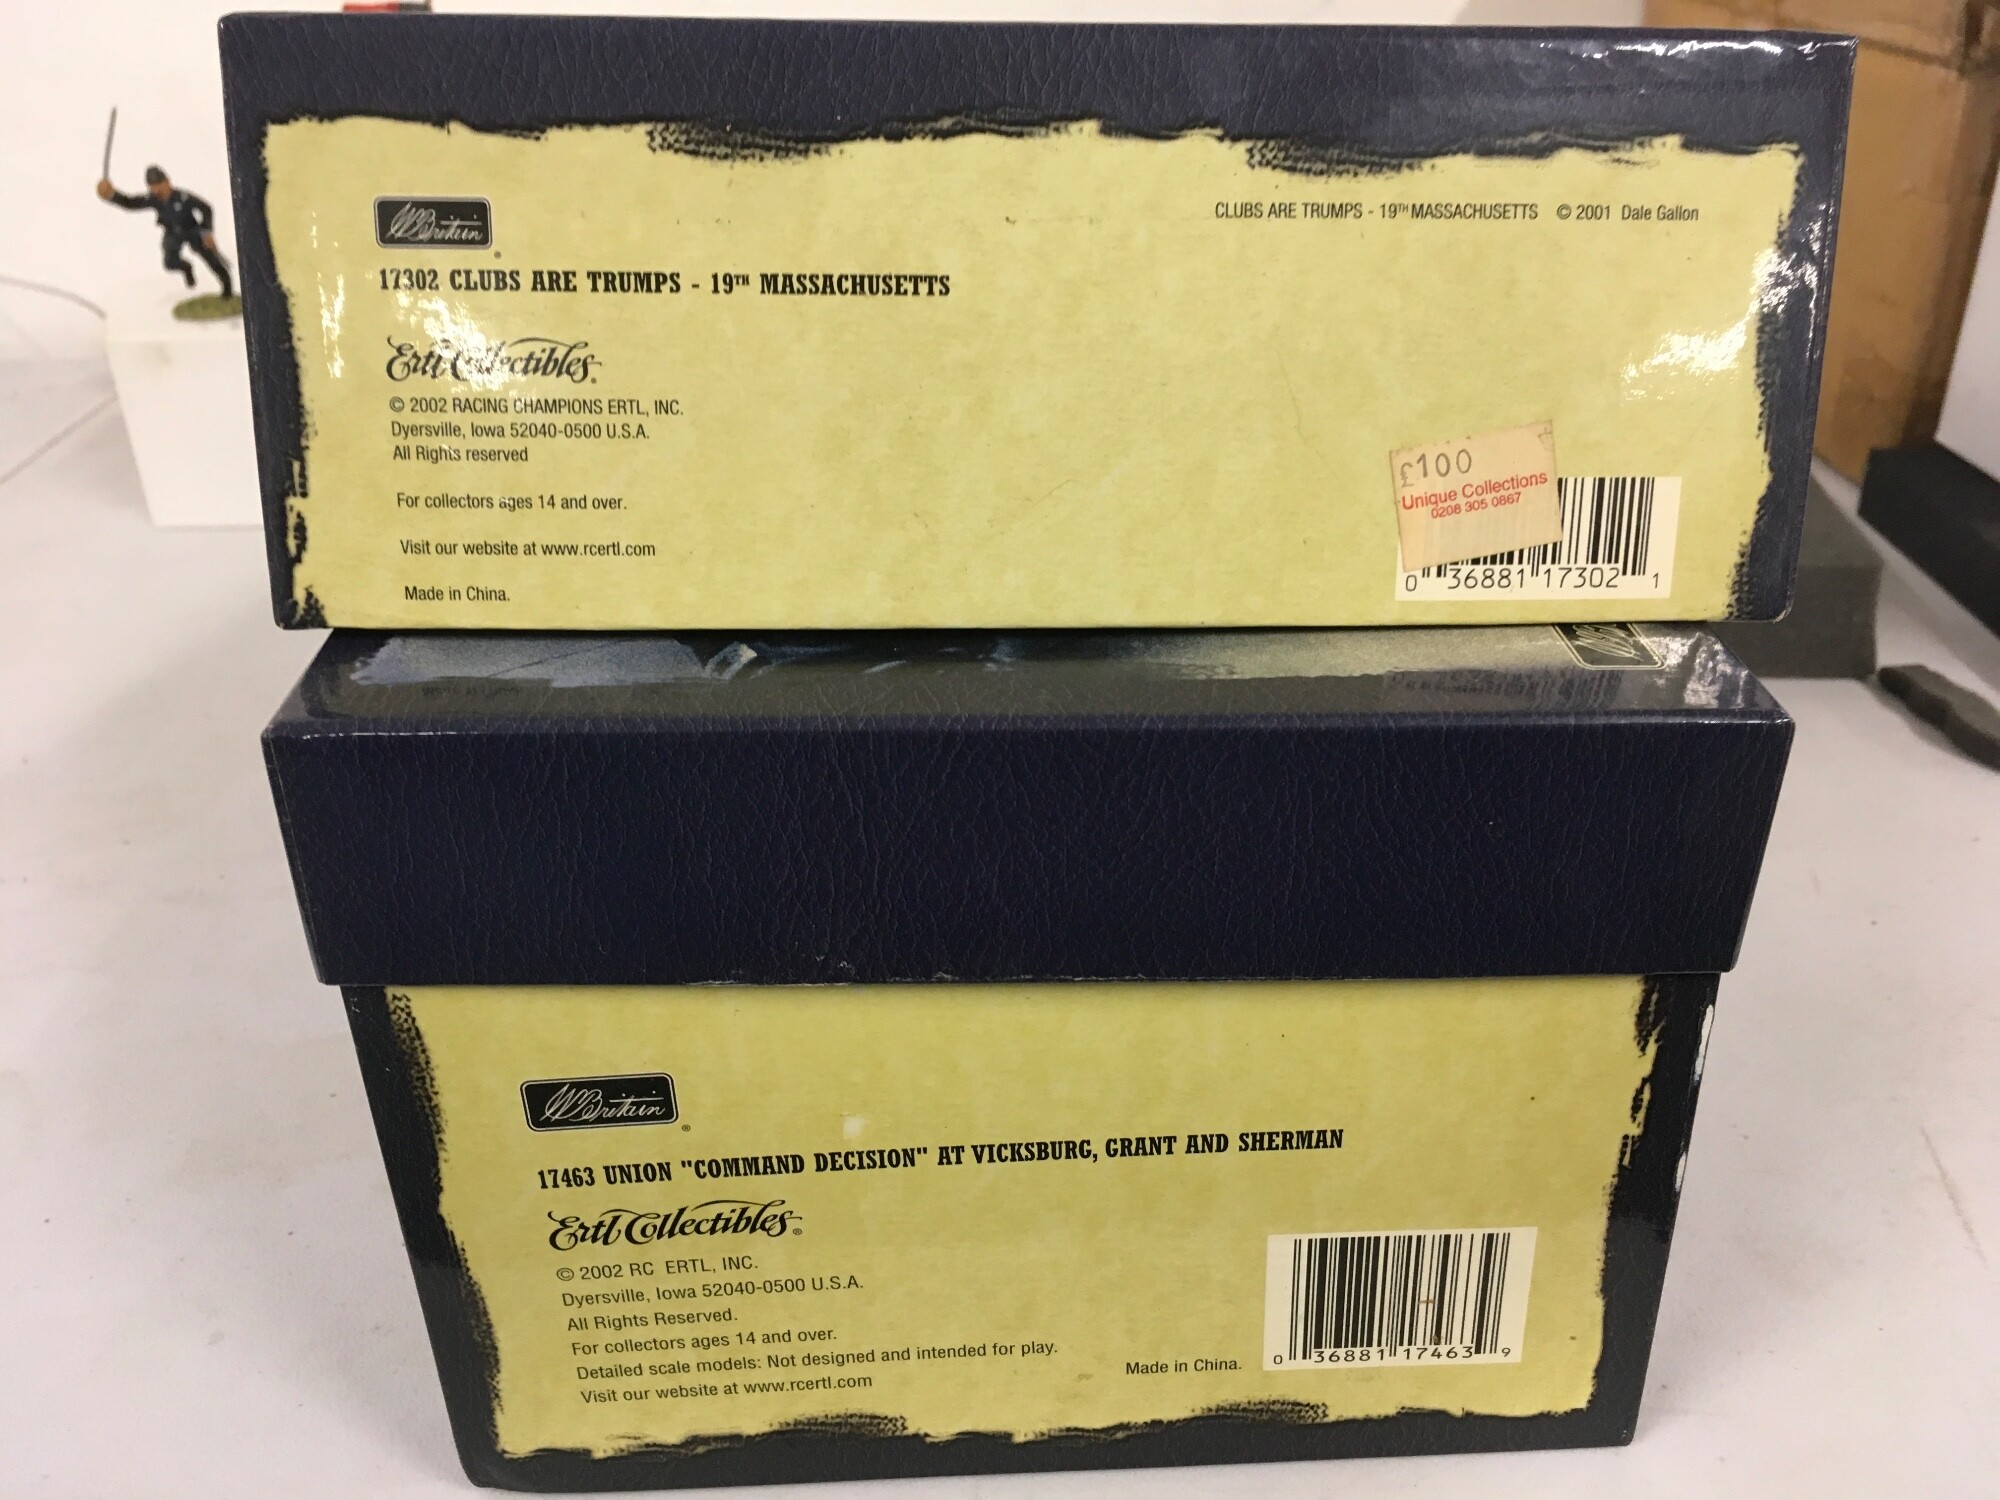 WBritain
CLUBS ARE TRUMPS - 19TH MASSACHUSETTS © 2001 Dale Gallon
17302 CLUBS ARE TRUMPS - 19TH MASSACHUSETTS
Ertl Collectibles
© 2002 RACING CHAMPIONS ERTL, INC.
Dyersville, Iowa 52040-0500 U.S.A.
All Rights reserved
For collectors ages 14 and over.
Visit our website at www.rcertl.com
Made in China.
£100
Unique Collections
0208 305 0867
0 36881 17302 1
WBritain®
17463 UNION "COMMAND DECISION" AT VICKSBURG, GRANT AND SHERMAN
Ertl Collectibles®
© 2002 RC ERTL, INC.
Dyersville, Iowa 52040-0500 U.S.A.
All Rights Reserved.
For collectors ages 14 and over.
Detailed scale models: Not designed and intended for play.
Visit our website at www.rcertl.com
Made in China.
0 36881 17463 9